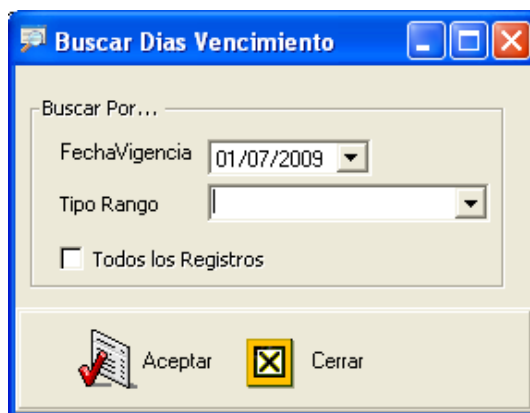 Buscar Dias Vencimiento
Buscar Por...
FechaVigencia 01/07/2009
Tipo Rango
Todos los Registros
Aceptar Cerrar